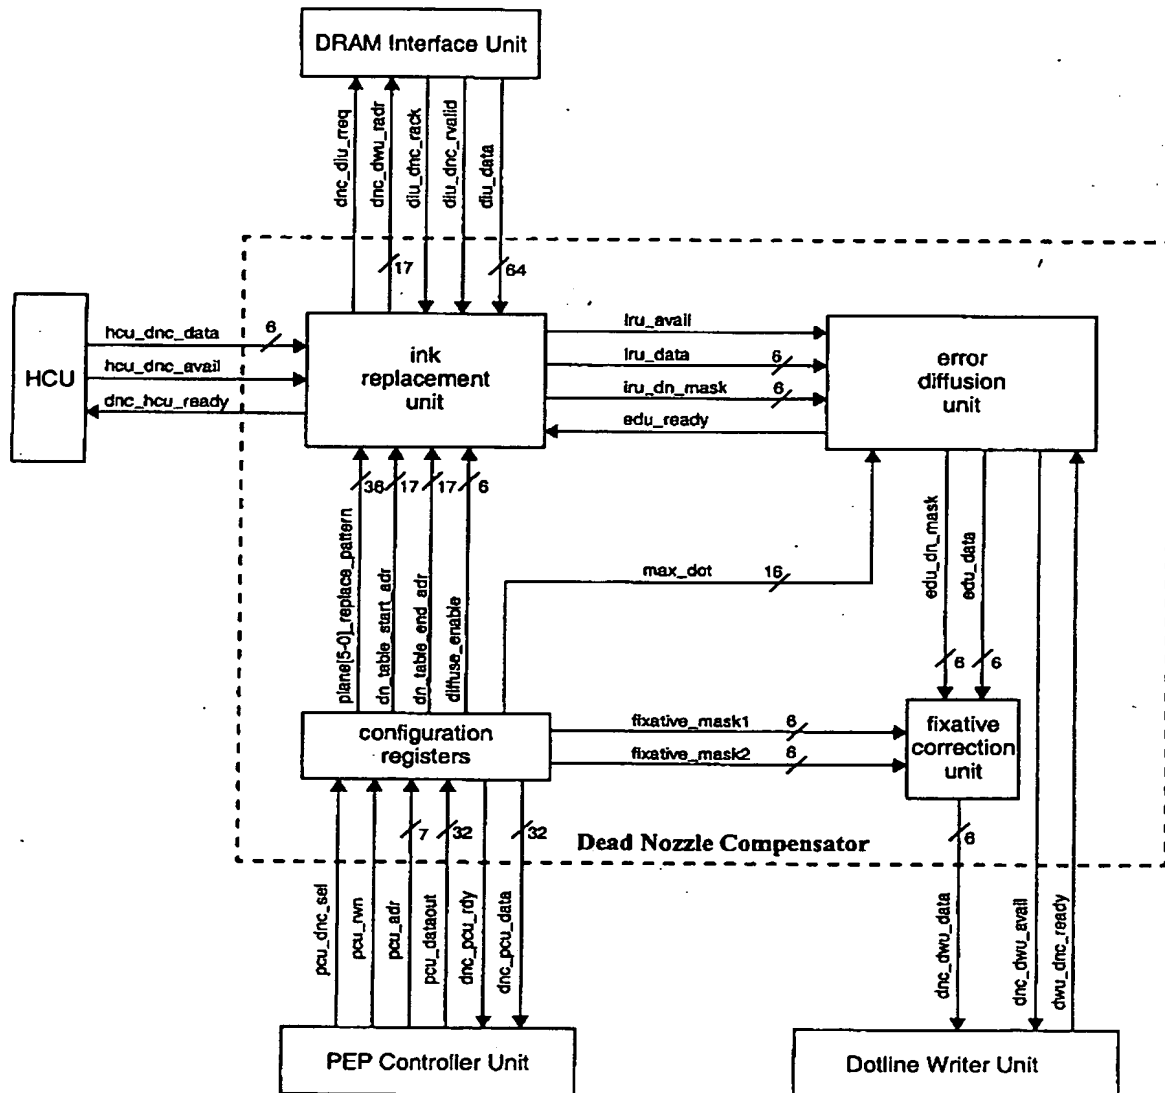 DRAM Interface Unit
dnc_diu_rreq
dnc_dwu_radr
diu_dnc_rack
diu_dnc_rvalid
diu_data
17
64
HCU
hcu_dnc_data
6
hcu_dnc_avail
dnc_hcu_ready
ink
replacement
unit
iru_avail
iru_data
6
iru_dn_mask
6
edu_ready
error
diffusion
unit
36
17
17
6
plane[5-0]_replace_pattern
dn_table_start_adr
dn_table_end_adr
diffuse_enable
max_dot
16
edu_dn_mask
edu_data
6
6
configuration
registers
fixative_mask1
6
fixative_mask2
6
fixative
correction
unit
7
32
32
Dead Nozzle Compensator
6
pcu_dnc_sel
pcu_rwn
pcu_adr
pcu_dataout
dnc_pcu_rdy
dnc_pcu_data
dnc_dwu_data
dnc_dwu_avail
dwu_dnc_ready
PEP Controller Unit
Dotline Writer Unit